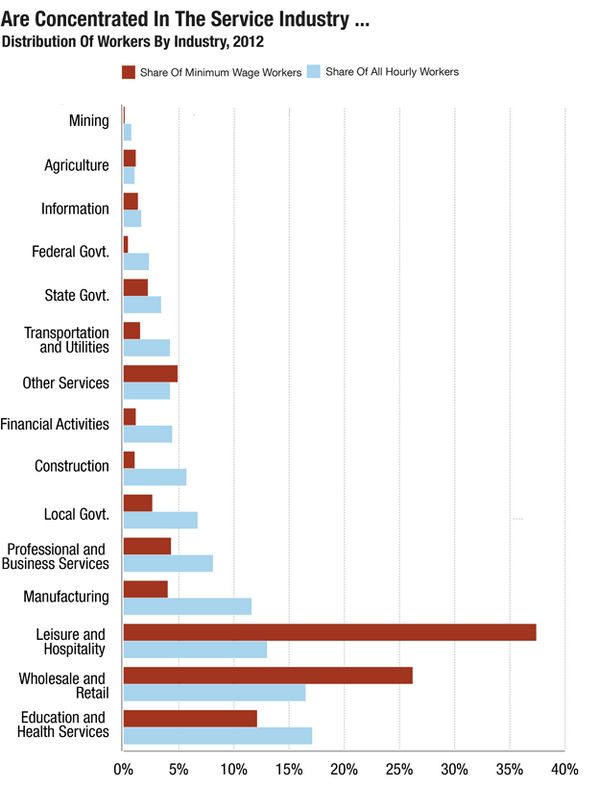 Are Concentrated In The Service Industry ...
Distribution Of Workers By Industry, 2012
Share Of Minimum Wage Workers
Share Of All Hourly Workers
Mining
Agriculture
Information
Federal Govt.
State Govt.
Transportation
and Utilities
Other Services
Financial Activities
Construction
Local Govt.
Professional and
Business Services
Manufacturing
Leisure and
Hospitality
Wholesale and
Retail
Education and
Health Services
0% 5% 10% 15% 20% 25% 30% 35% 40%